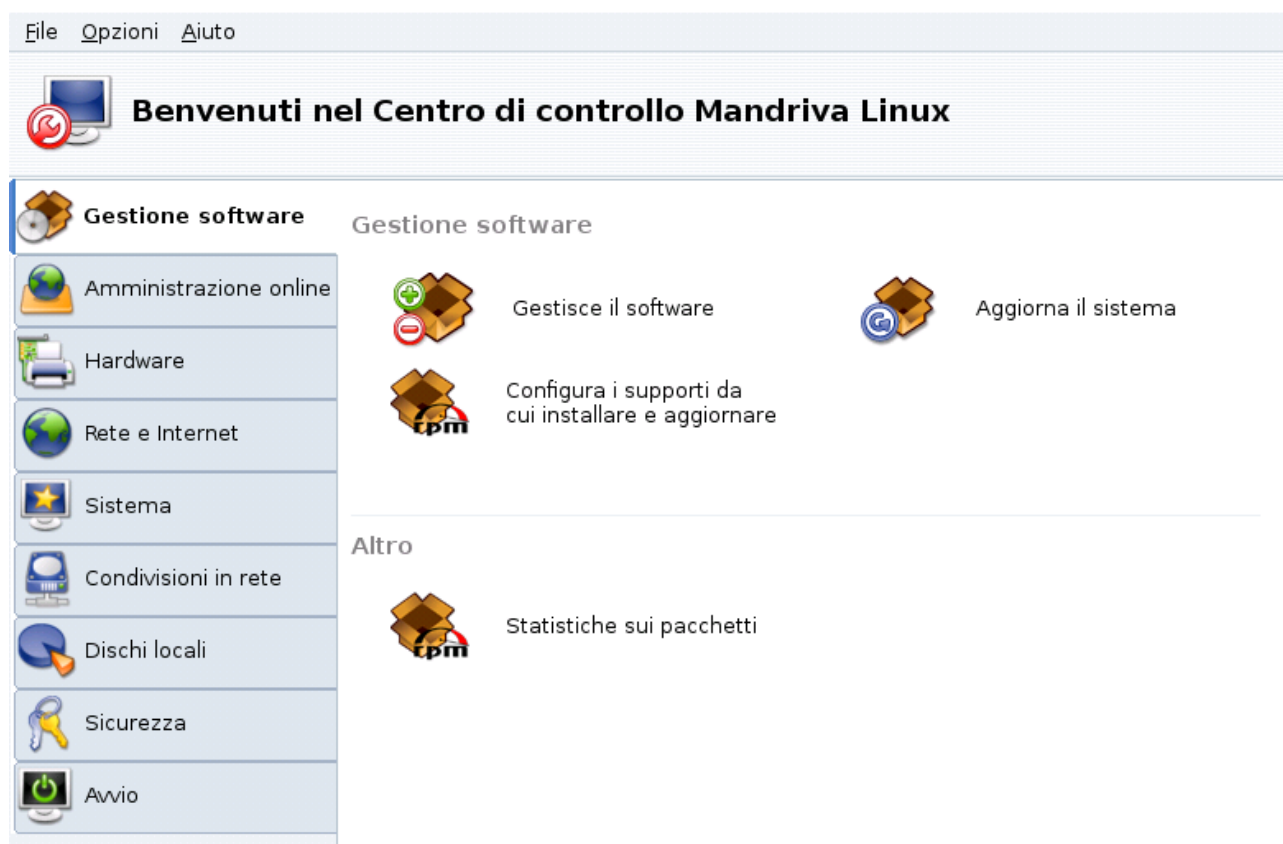 File Opzioni Aiuto
Benvenuti nel Centro di controllo Mandriva Linux
Gestione software
Amministrazione online
Hardware
Rete e Internet
Sistema
Condivisioni in rete
Dischi locali
Sicurezza
Avvio
Gestione software
Gestisce il software
Aggiorna il sistema
rpm
Configura i supporti da
cui installare e aggiornare
Altro
rpm
Statistiche sui pacchetti